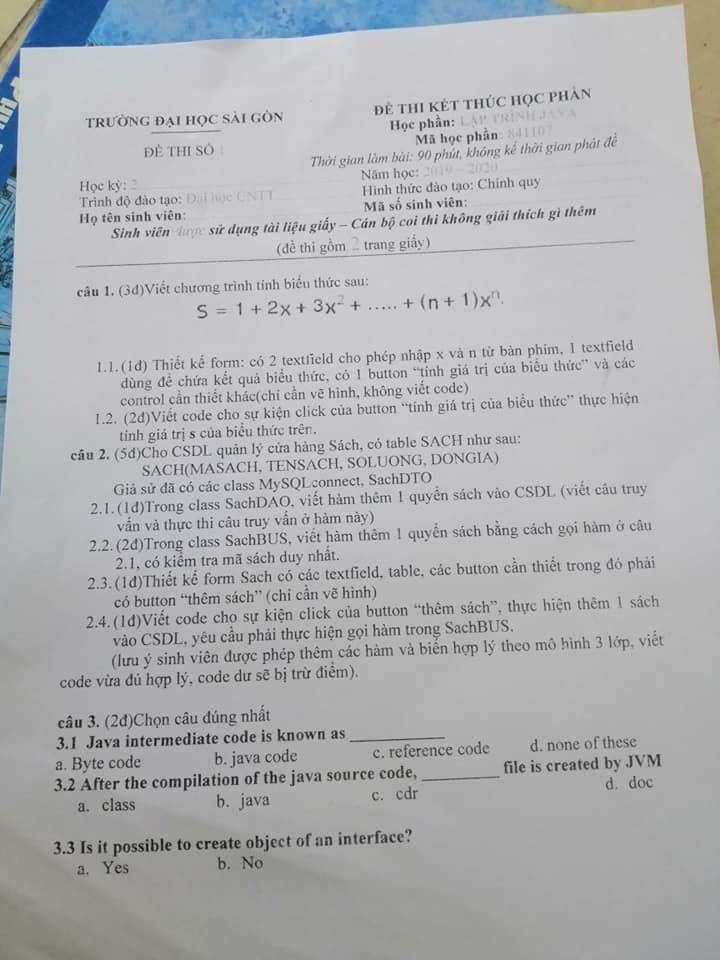 TRƯỜNG ĐẠI HỌC SÀI GÒN
ĐỀ THI SỐ 1
Học kỳ: 2
Trình độ đào tạo: Đại học CNTT
Họ tên sinh viên:
ĐỀ THI KẾT THÚC HỌC PHẦN
Học phần: LẬP TRÌNH JAVA
Mã học phần: 841107
Thời gian làm bài: 90 phút, không kể thời gian phát đề
Năm học: 2019 – 2020
Hình thức đào tạo: Chính quy
Mã số sinh viên:
Sinh viên được sử dụng tài liệu giấy – Cán bộ coi thi không giải thích gì thêm
(đề thi gồm 2 trang giấy)
câu 1. (3đ)Viết chương trình tính biểu thức sau:
S = 1 + 2x + 3x² + ..... + (n + 1)xⁿ.
1.1. (1đ) Thiết kế form: có 2 textfield cho phép nhập x và n từ bàn phím, 1 textfield
dùng để chứa kết quả biểu thức, có 1 button “tính giá trị của biểu thức” và các
control cần thiết khác(chỉ cần vẽ hình, không viết code)
1.2. (2đ)Viết code cho sự kiện click của button “tính giá trị của biểu thức” thực hiện
tính giá trị s của biểu thức trên.
câu 2. (5đ)Cho CSDL quản lý cửa hàng Sách, có table SACH như sau:
SACH(MASACH, TENSACH, SOLUONG, DONGIA)
Giả sử đã có các class MySQLconnect, SachDTO
2.1. (1đ)Trong class SachDAO, viết hàm thêm 1 quyển sách vào CSDL (viết câu truy
vấn và thực thi câu truy vấn ở hàm này)
2.2. (2đ)Trong class SachBUS, viết hàm thêm 1 quyển sách bằng cách gọi hàm ở câu
2.1, có kiểm tra mã sách duy nhất.
2.3. (1đ)Thiết kế form Sach có các textfield, table, các button cần thiết trong đó phải
có button “thêm sách” (chỉ cần vẽ hình)
2.4. (1đ)Viết code cho sự kiện click của button “thêm sách”, thực hiện thêm 1 sách
vào CSDL, yêu cầu phải thực hiện gọi hàm trong SachBUS.
(lưu ý sinh viên được phép thêm các hàm và biến hợp lý theo mô hình 3 lớp, viết
code vừa đủ hợp lý, code dư sẽ bị trừ điểm).
câu 3. (2đ)Chọn câu đúng nhất
3.1 Java intermediate code is known as ____________
a. Byte code b. java code c. reference code d. none of these
3.2 After the compilation of the java source code, __________ file is created by JVM
a. class b. java c. cdr d. doc
3.3 Is it possible to create object of an interface?
a. Yes b. No